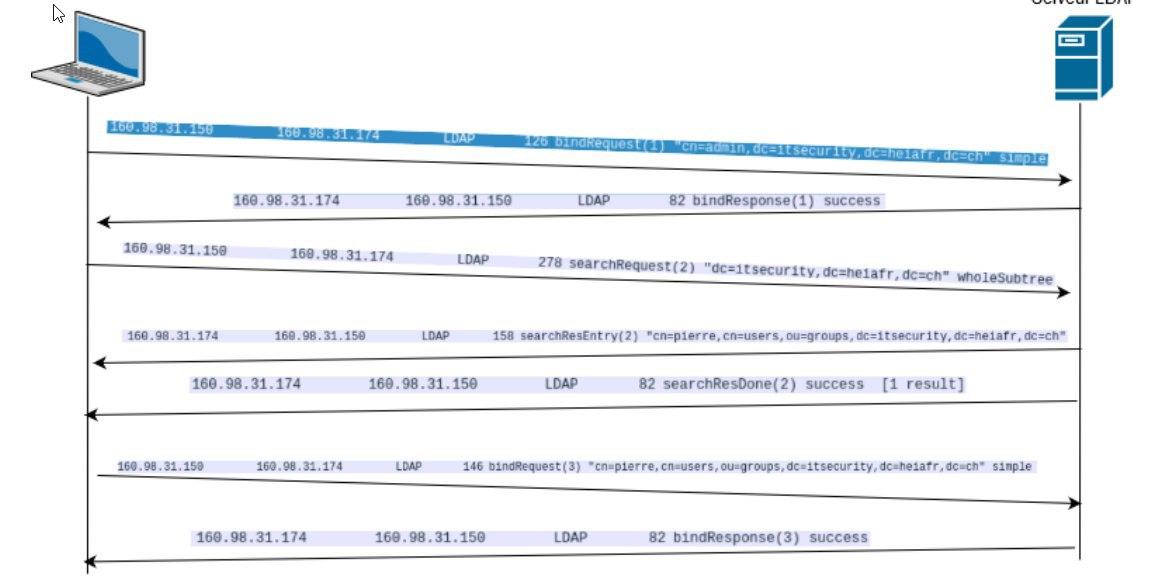 Serveur LDAP
160.98.31.150 160.98.31.174 LDAP 126 bindRequest(1) "cn=admin,dc=itsecurity,dc=heiafr,dc=ch" simple
160.98.31.174 160.98.31.150 LDAP 82 bindResponse(1) success
160.98.31.150 160.98.31.174 LDAP 278 searchRequest(2) "dc=itsecurity,dc=heiafr,dc=ch" wholeSubtree
160.98.31.174 160.98.31.150 LDAP 158 searchResEntry(2) "cn=pierre,cn=users,ou=groups,dc=itsecurity,dc=heiafr,dc=ch"
160.98.31.174 160.98.31.150 LDAP 82 searchResDone(2) success [1 result]
160.98.31.150 160.98.31.174 LDAP 146 bindRequest(3) "cn=pierre,cn=users,ou=groups,dc=itsecurity,dc=heiafr,dc=ch" simple
160.98.31.174 160.98.31.150 LDAP 82 bindResponse(3) success